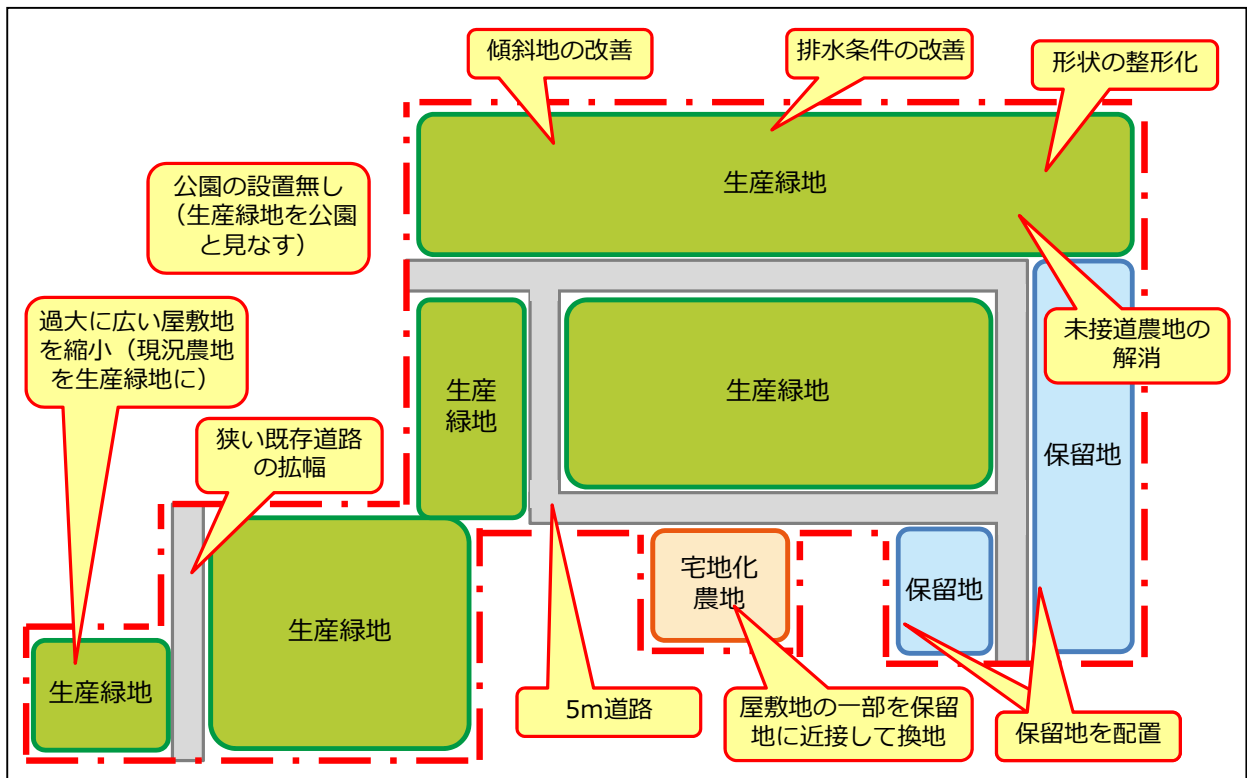 傾斜地の改善
排水条件の改善
形状の整形化
生産緑地
公園の設置無し
（生産緑地を公園
と見なす）
過大に広い屋敷地
を縮小（現況農地
を生産緑地に）
未接道農地の
解消
生産
緑地
生産緑地
狭い既存道路
の拡幅
保留地
宅地化
農地
保留地
生産緑地
生産緑地
5m道路
屋敷地の一部を保留
地に近接して換地
保留地を配置